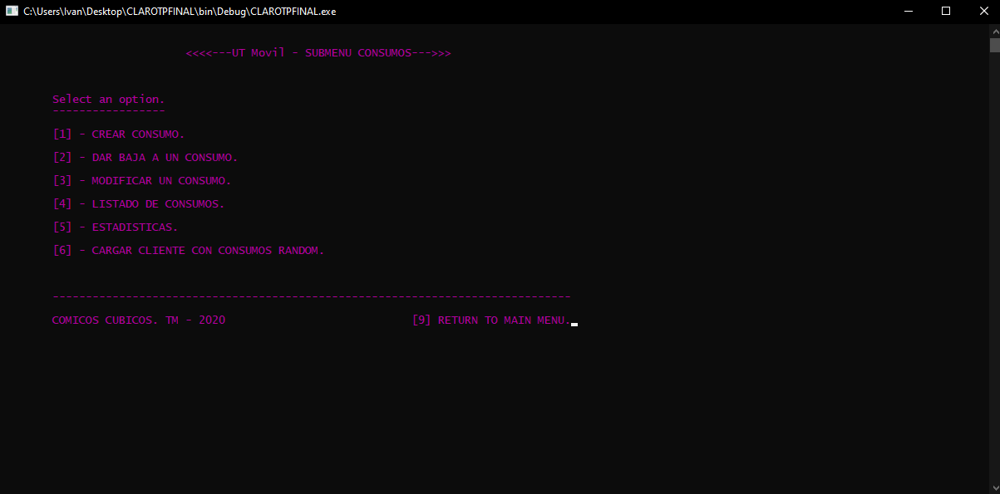 C:\Users\Ivan\Desktop\CLAROTPFINAL\bin\Debug\CLAROTPFINAL.exe
<<<<---UT Movil - SUBMENU CONSUMOS--->>>
Select an option.
-----------------
[1] - CREAR CONSUMO.
[2] - DAR BAJA A UN CONSUMO.
[3] - MODIFICAR UN CONSUMO.
[4] - LISTADO DE CONSUMOS.
[5] - ESTADISTICAS.
[6] - CARGAR CLIENTE CON CONSUMOS RANDOM.
------------------------------------------------------------------------------
COMICOS CUBICOS. TM - 2020 [9] RETURN TO MAIN MENU.